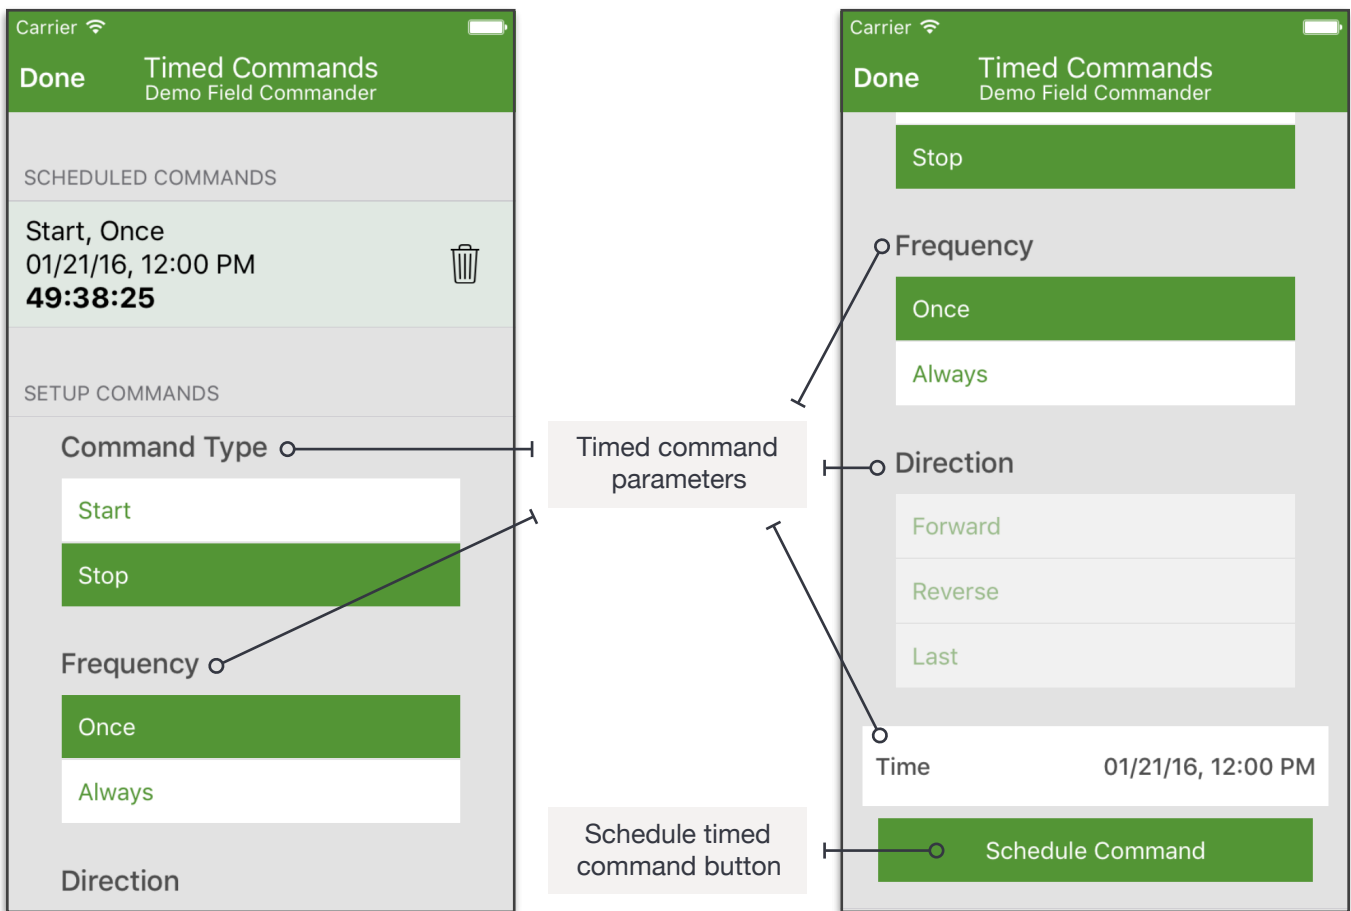 Carrier
Done
Timed Commands
Demo Field Commander
SCHEDULED COMMANDS
Start, Once
01/21/16, 12:00 PM
49:38:25
SETUP COMMANDS
Command Type
Start
Stop
Frequency
Once
Always
Direction
Timed command
parameters
Schedule timed
command button
Carrier
Done
Timed Commands
Demo Field Commander
Stop
Frequency
Once
Always
Direction
Forward
Reverse
Last
Time 01/21/16, 12:00 PM
Schedule Command